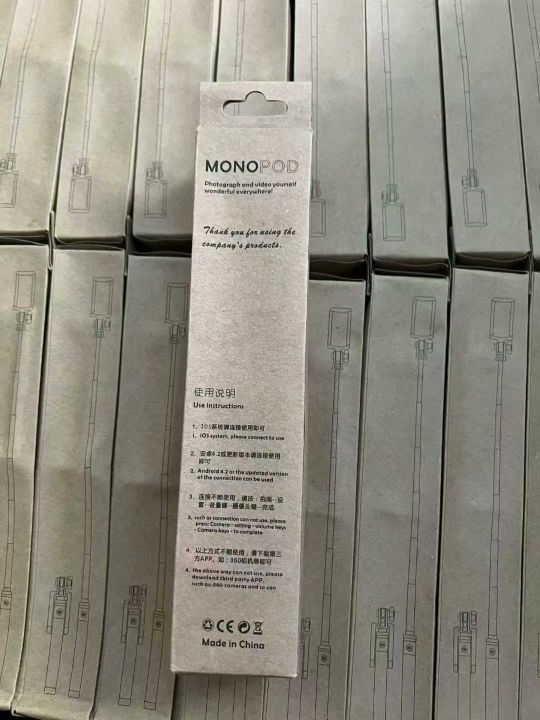 MONOPOD
Photograph and video yourself
wonderful everywhere!
Thank you for using the
company's products.
使用说明
Use instructions
1、IOS系统请连接使用即可
1、IOS system, please connect to use
2、安卓4.2或更新版本请连接使用
即可
2、Android 4.2 or the updated version
of the connection can be used
3、连接不能使用，请按：拍摄--设
置--音量键--摄像头键--完成
3、such as connection can not use, please
press: Camera - setting - volume keys
- Camera keys - to complete
4、以上方式不能使用，请下载第三
方APP。如：360相机等即可
4、the above way can not use, please
download third party APP.
such as: 360 cameras and so can
CE
Made in China